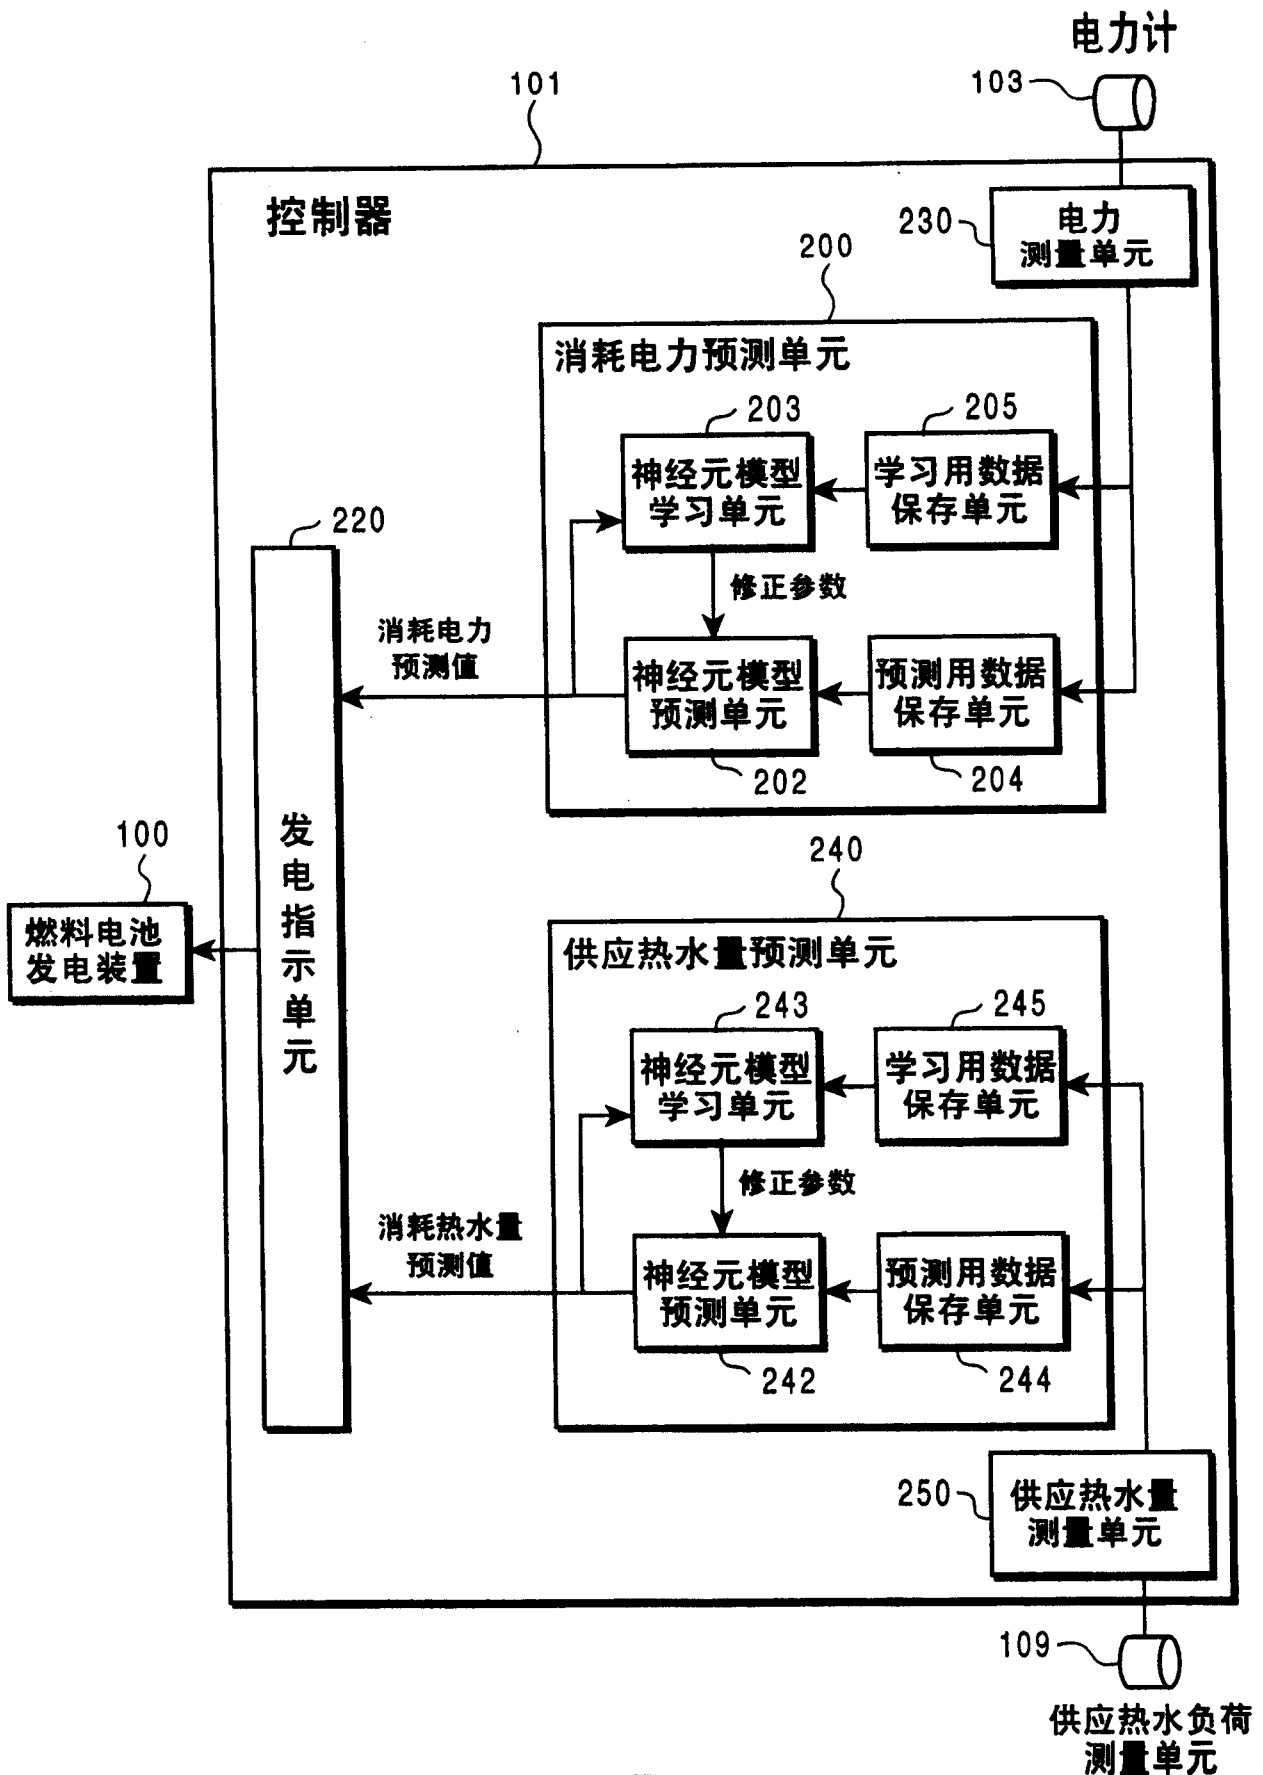 电力计
103
101
控制器
230
电力
测量单元
200
消耗电力预测单元
203
205
神经元模型
学习单元
学习用数据
保存单元
220
修正参数
消耗电力
预测值
神经元模型
预测单元
预测用数据
保存单元
202
204
发电指示单元
100
燃料电池
发电装置
240
供应热水量预测单元
243
245
神经元模型
学习单元
学习用数据
保存单元
修正参数
消耗热水量
预测值
神经元模型
预测单元
预测用数据
保存单元
242
244
250
供应热水量
测量单元
109
供应热水负荷
测量单元